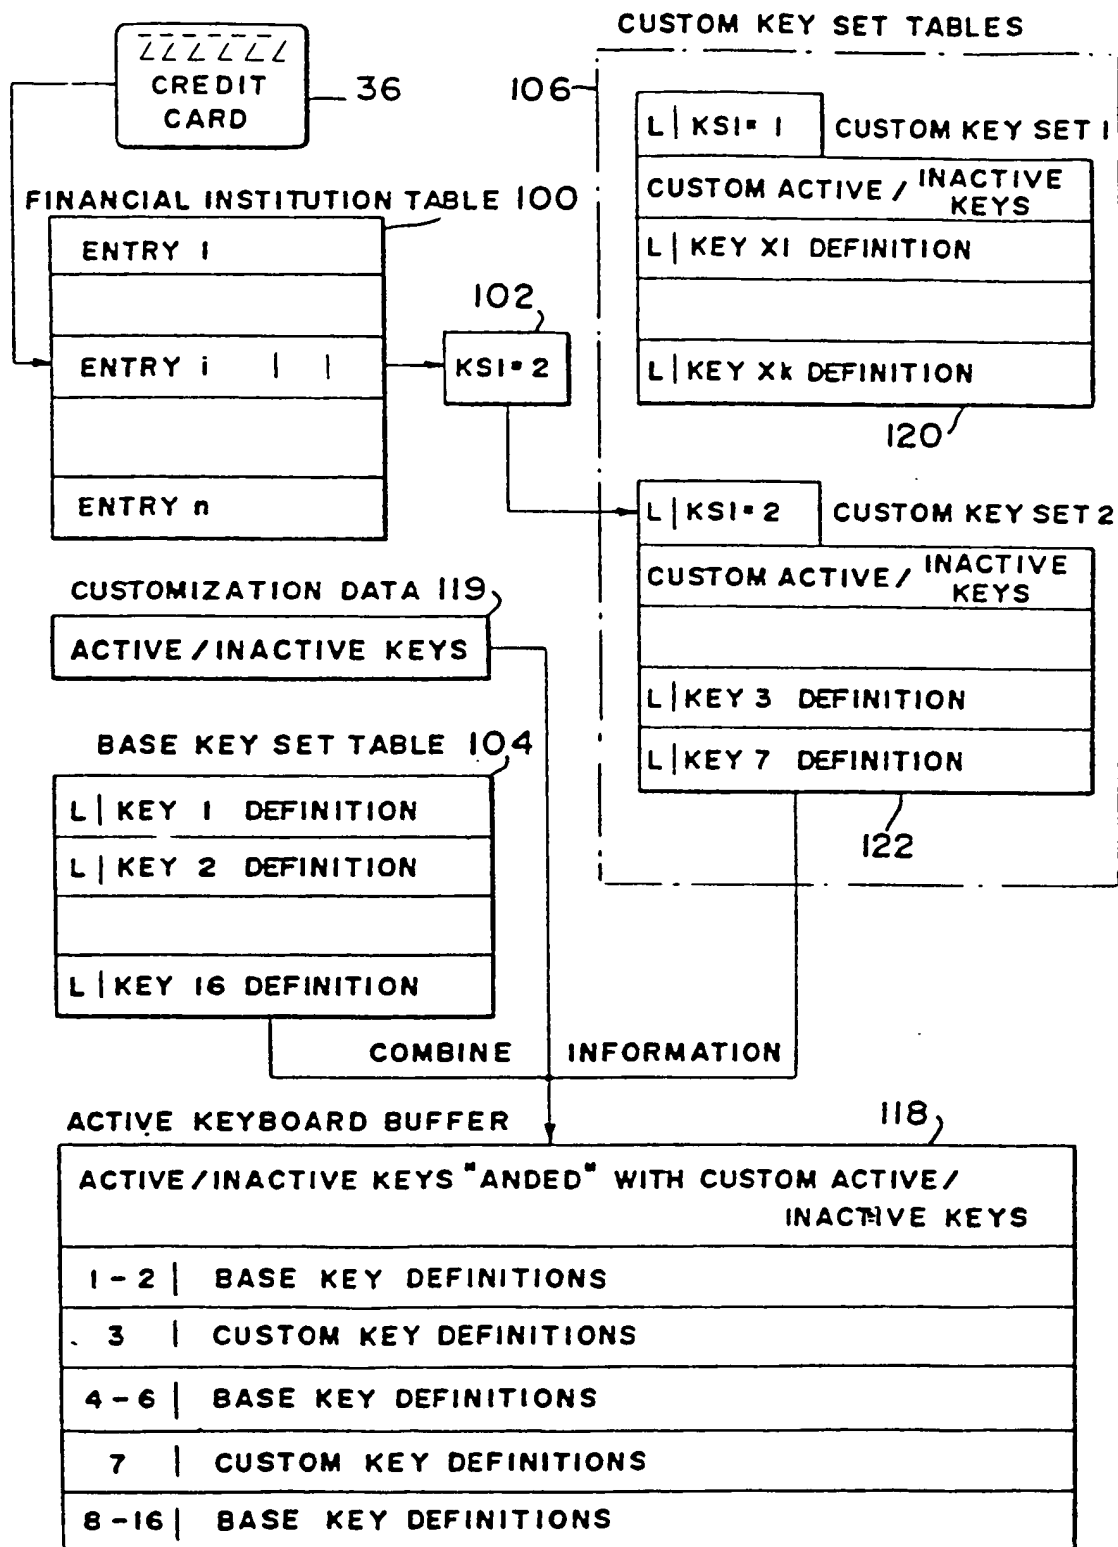 CUSTOM KEY SET TABLES
CREDIT
CARD
36
106
L | KSI = 1
CUSTOM KEY SET 1
CUSTOM ACTIVE / INACTIVE KEYS
L | KEY X1 DEFINITION
L | KEY Xk DEFINITION
120
FINANCIAL INSTITUTION TABLE 100
ENTRY 1
ENTRY i | |
ENTRY n
102
KSI = 2
L | KSI = 2
CUSTOM KEY SET 2
CUSTOM ACTIVE / INACTIVE KEYS
L | KEY 3 DEFINITION
L | KEY 7 DEFINITION
122
CUSTOMIZATION DATA 119
ACTIVE / INACTIVE KEYS
BASE KEY SET TABLE 104
L | KEY 1 DEFINITION
L | KEY 2 DEFINITION
L | KEY 16 DEFINITION
COMBINE INFORMATION
ACTIVE KEYBOARD BUFFER
118
ACTIVE / INACTIVE KEYS "ANDED" WITH CUSTOM ACTIVE /
INACTIVE KEYS
1 - 2 | BASE KEY DEFINITIONS
3 | CUSTOM KEY DEFINITIONS
4 - 6 | BASE KEY DEFINITIONS
7 | CUSTOM KEY DEFINITIONS
8 - 16 | BASE KEY DEFINITIONS